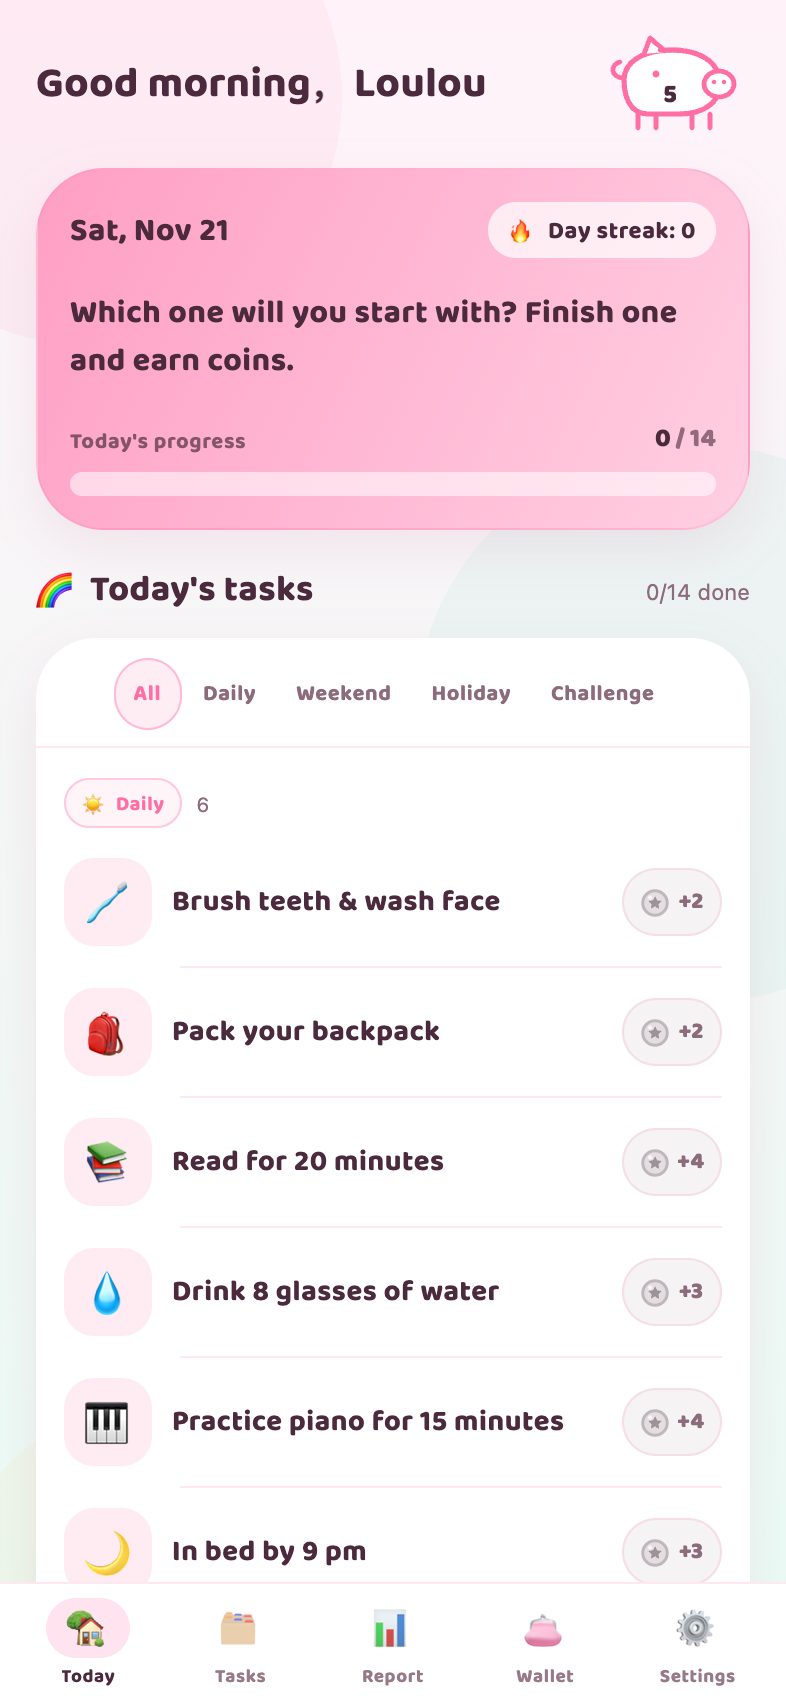 Good morning, Loulou
5
Sat, Nov 21
Day streak: 0
Which one will you start with? Finish one
and earn coins.
Today's progress
0 / 14
Today's tasks
0/14 done
All
Daily
Weekend
Holiday
Challenge
Daily
6
Brush teeth & wash face
+2
Pack your backpack
+2
Read for 20 minutes
+4
Drink 8 glasses of water
+3
Practice piano for 15 minutes
+4
In bed by 9 pm
+3
Today
Tasks
Report
Wallet
Settings